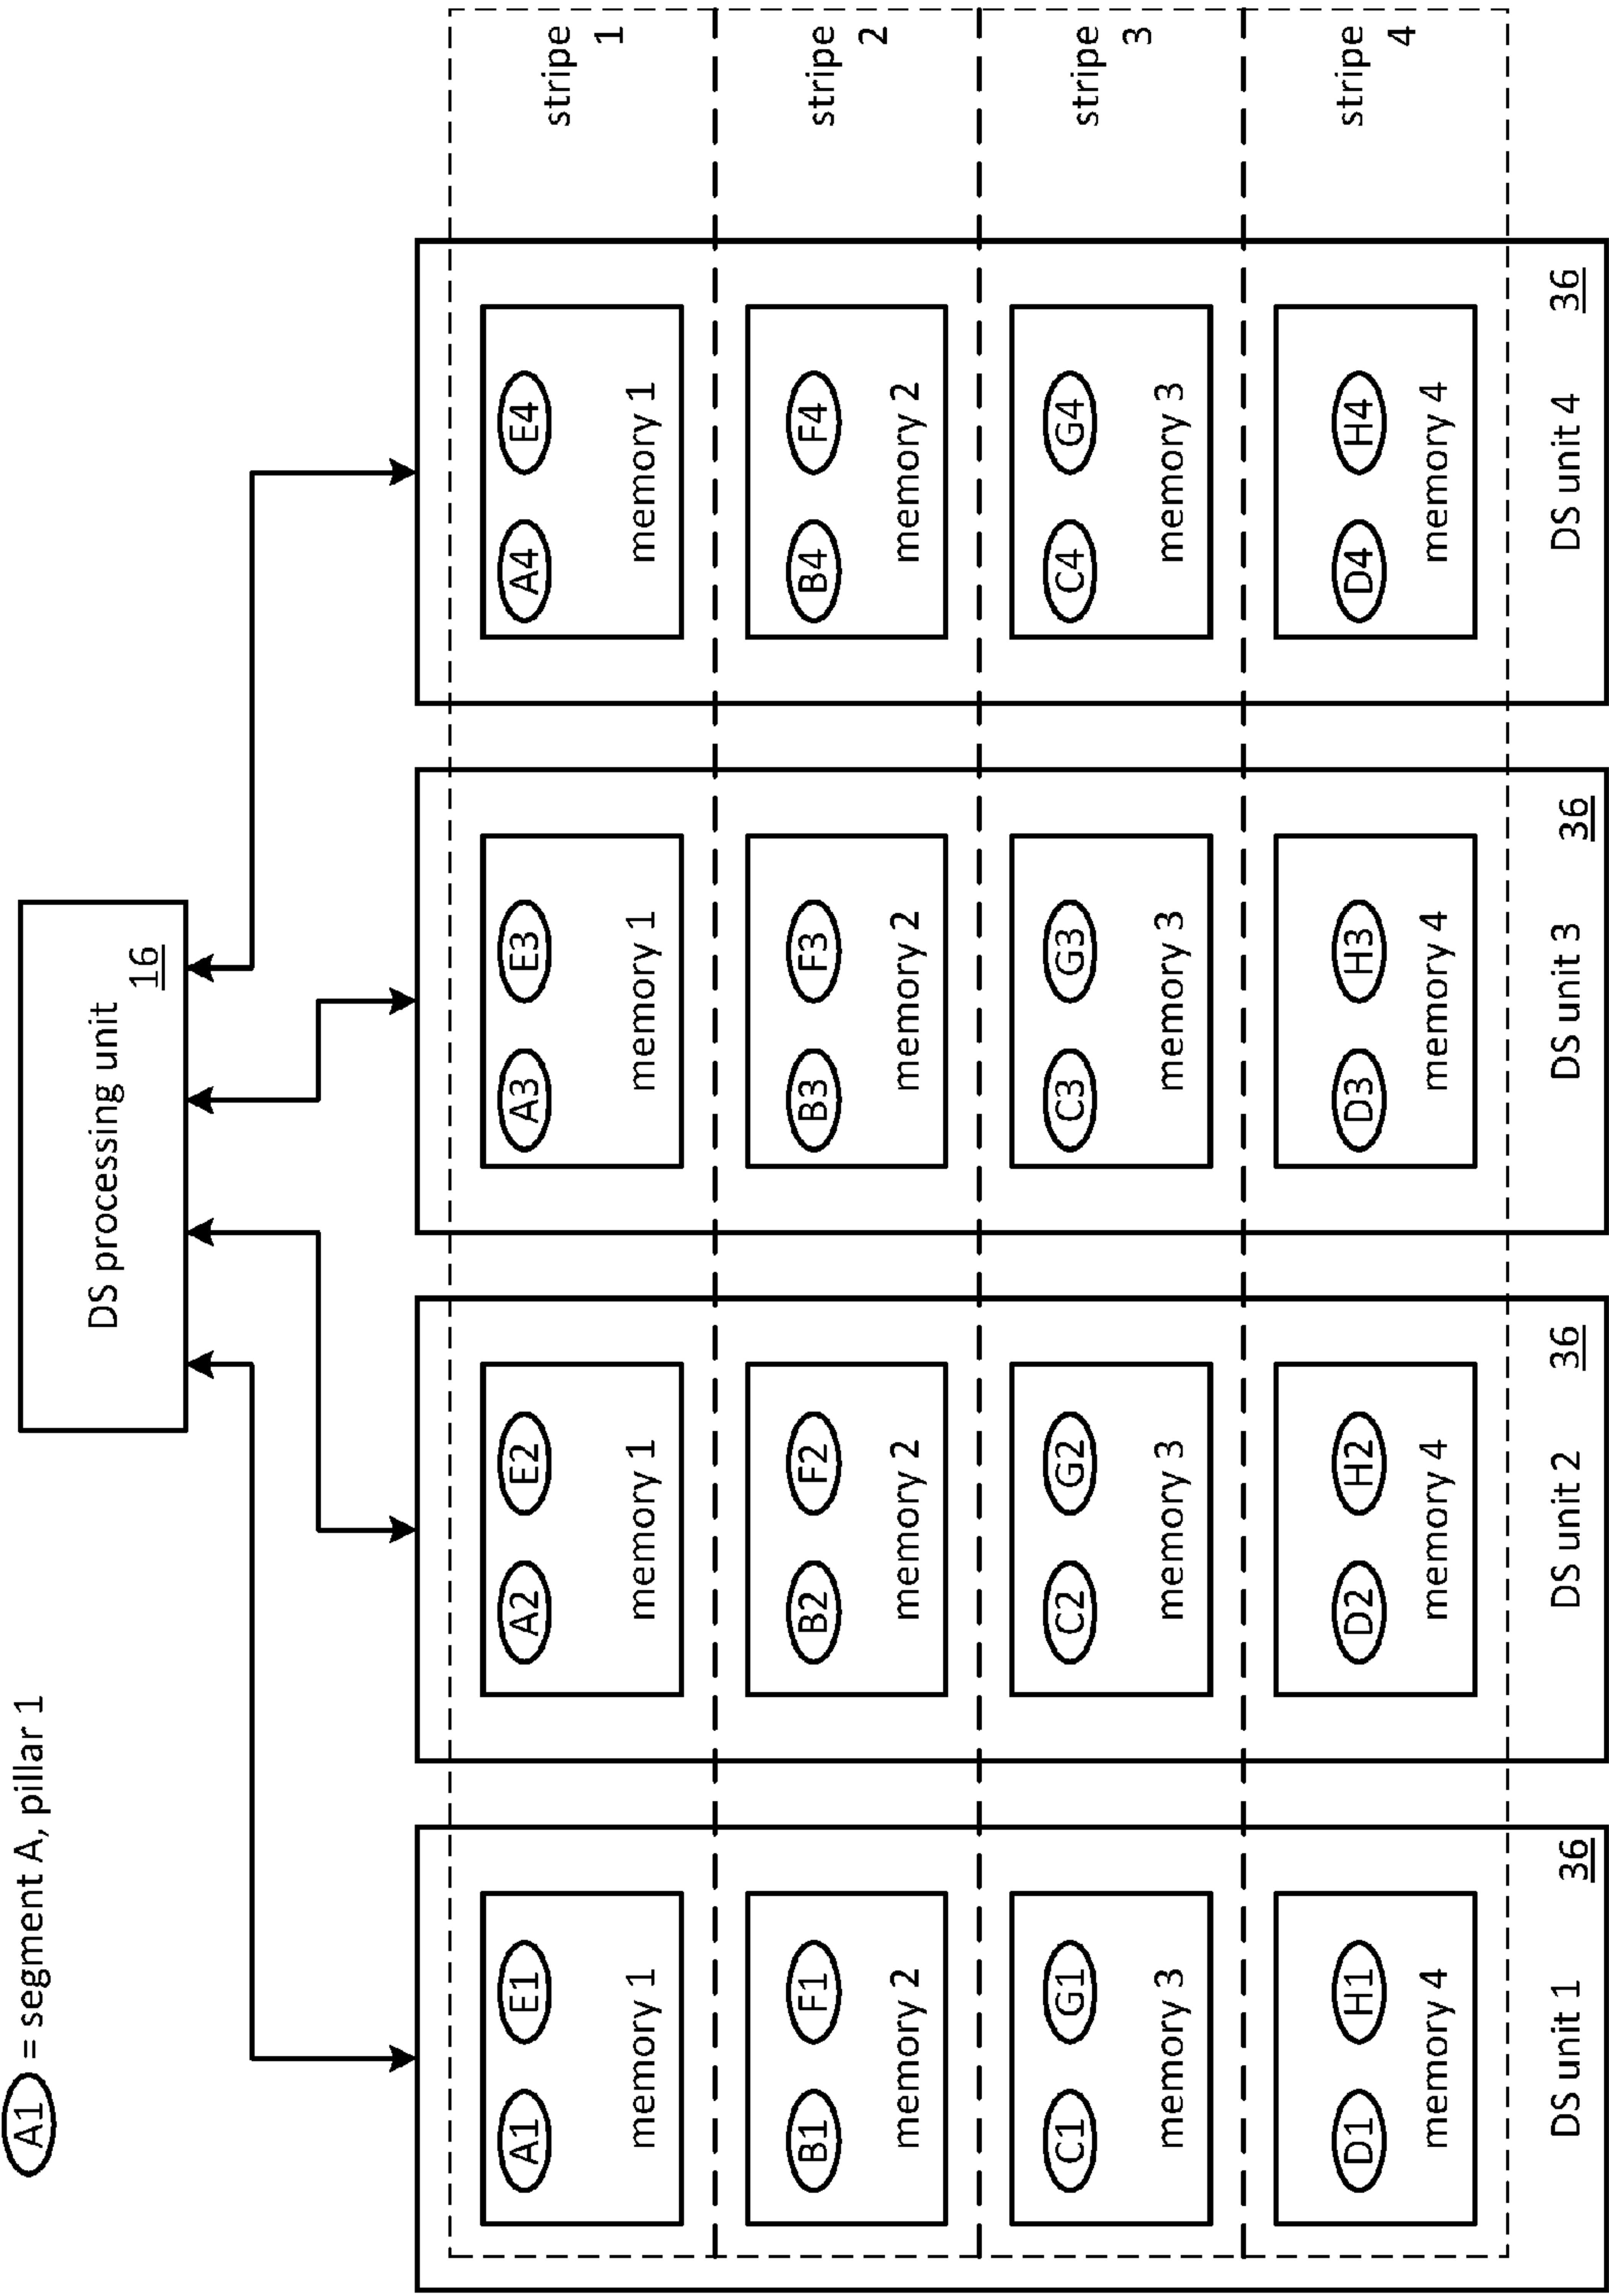 A1 = segment A, pillar 1
DS processing unit
16
A1 E1
memory 1
A2 E2
memory 1
A3 E3
memory 1
A4 E4
memory 1
stripe
1
B1 F1
memory 2
B2 F2
memory 2
B3 F3
memory 2
B4 F4
memory 2
stripe
2
C1 G1
memory 3
C2 G2
memory 3
C3 G3
memory 3
C4 G4
memory 3
stripe
3
D1 H1
memory 4
D2 H2
memory 4
D3 H3
memory 4
D4 H4
memory 4
stripe
4
DS unit 1 36
DS unit 2 36
DS unit 3 36
DS unit 4 36